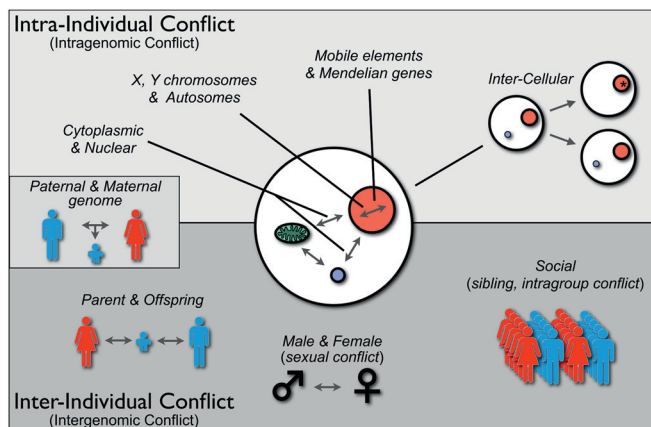 Intra-Individual Conflict
(Intragenomic Conflict)
Mobile elements
& Mendelian genes
X, Y chromosomes
& Autosomes
Inter-Cellular
Cytoplasmic
& Nuclear
*
Paternal & Maternal
genome
Parent & Offspring
Social
(sibling, intragroup conflict)
Male & Female
(sexual conflict)
♂ ♀
Inter-Individual Conflict
(Intergenomic Conflict)